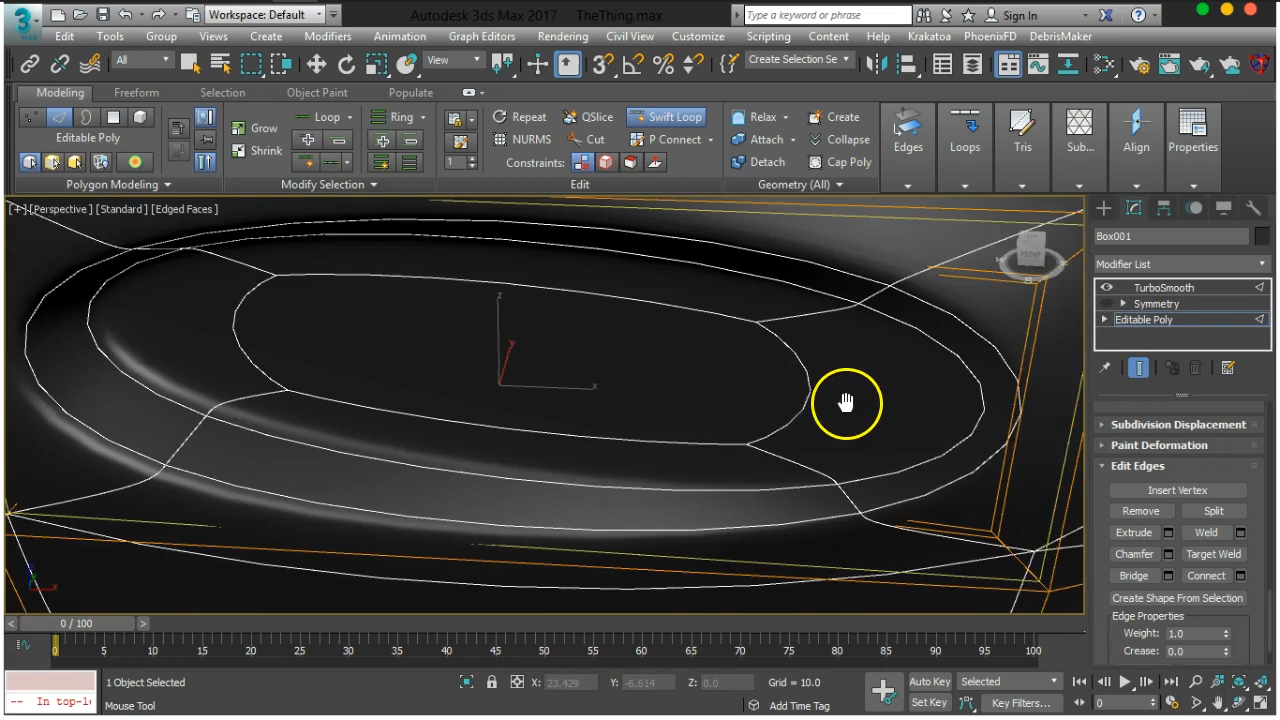 3
MAX
Workspace: Default
Autodesk 3ds Max 2017 TheThing.max
Type a keyword or phrase
Sign In
Edit Tools Group Views Create Modifiers Animation Graph Editors Rendering Civil View Customize Scripting Content Help Krakatoa PhoenixFD DebrisMaker
All View Create Selection Se
Modeling Freeform Selection Object Paint Populate
Loop Ring Repeat QSlice Swift Loop Relax Create
Editable Poly Grow NURMS Cut P Connect Attach Collapse
Shrink 1 Constraints: Detach Cap Poly
Edges Loops Tris Sub... Align Properties
Polygon Modeling Modify Selection Edit Geometry (All)
[+] [Perspective ] [Standard ] [Edged Faces ]
FRONT
z
y
x
Box001
Modifier List
TurboSmooth
Symmetry
Editable Poly
Subdivision Displacement
Paint Deformation
Edit Edges
Insert Vertex
Remove Split
Extrude Weld
Chamfer Target Weld
Bridge Connect
Create Shape From Selection
Edge Properties
Weight: 1.0
Crease: 0.0
< 0 / 100 >
0 5 10 15 20 25 30 35 40 45 50 55 60 65 70 75 80 85 90 95 100
1 Object Selected X: 23.429 Y: -6.614 Z: 0.0 Grid = 10.0 Auto Key Selected
-- In top-le Mouse Tool Add Time Tag Set Key Key Filters... 0